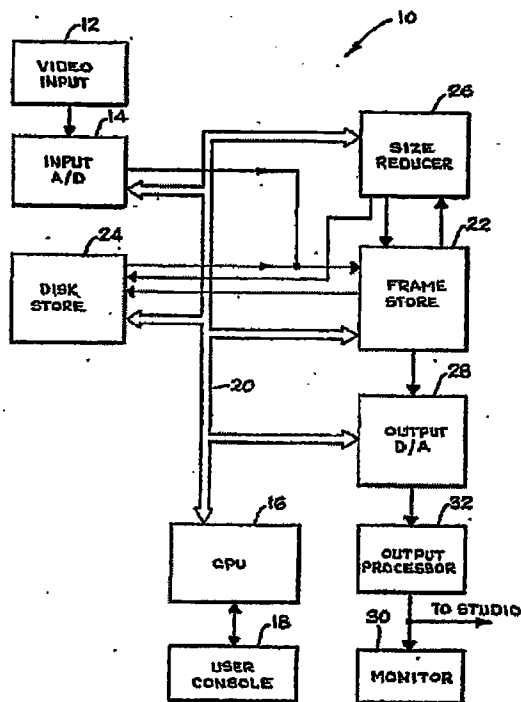 10
12
VIDEO
INPUT
14
INPUT
A/D
26
SIZE
REDUCER
24
DISK
STORE
22
FRAME
STORE
20
28
OUTPUT
D/A
16
CPU
32
OUTPUT
PROCESSOR
TO STUDIO
18
USER
CONSOLE
30
MONITOR